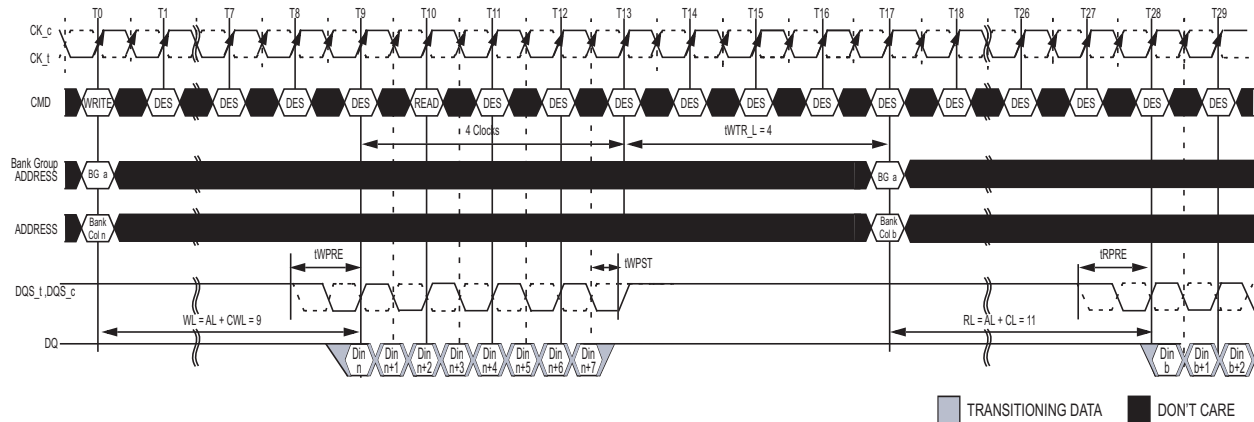 T0 T1 T7 T8 T9 T10 T11 T12 T13 T14 T15 T16 T17 T18 T26 T27 T28 T29
CK_c
CK_t
CMD WRITE DES DES DES DES READ DES DES DES DES DES DES DES DES DES DES DES DES
4 Clocks tWTR_L = 4
Bank Group
ADDRESS BG a BG a
ADDRESS Bank Col n Bank Col b
tWPRE tWPST tRPRE
DQS_t ,DQS_c
WL = AL + CWL = 9 RL = AL + CL = 11
DQ Din n Din n+1 Din n+2 Din n+3 Din n+4 Din n+5 Din n+6 Din n+7 Din b Din b+1 Din b+2
TRANSITIONING DATA DON'T CARE